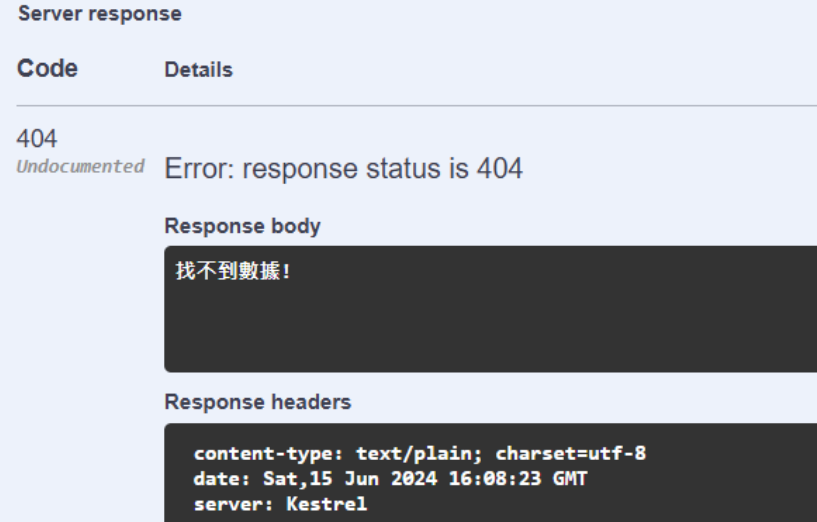 Server response
Code Details
404
Undocumented Error: response status is 404
Response body
找不到數據!
Response headers
content-type: text/plain; charset=utf-8
date: Sat,15 Jun 2024 16:08:23 GMT
server: Kestrel